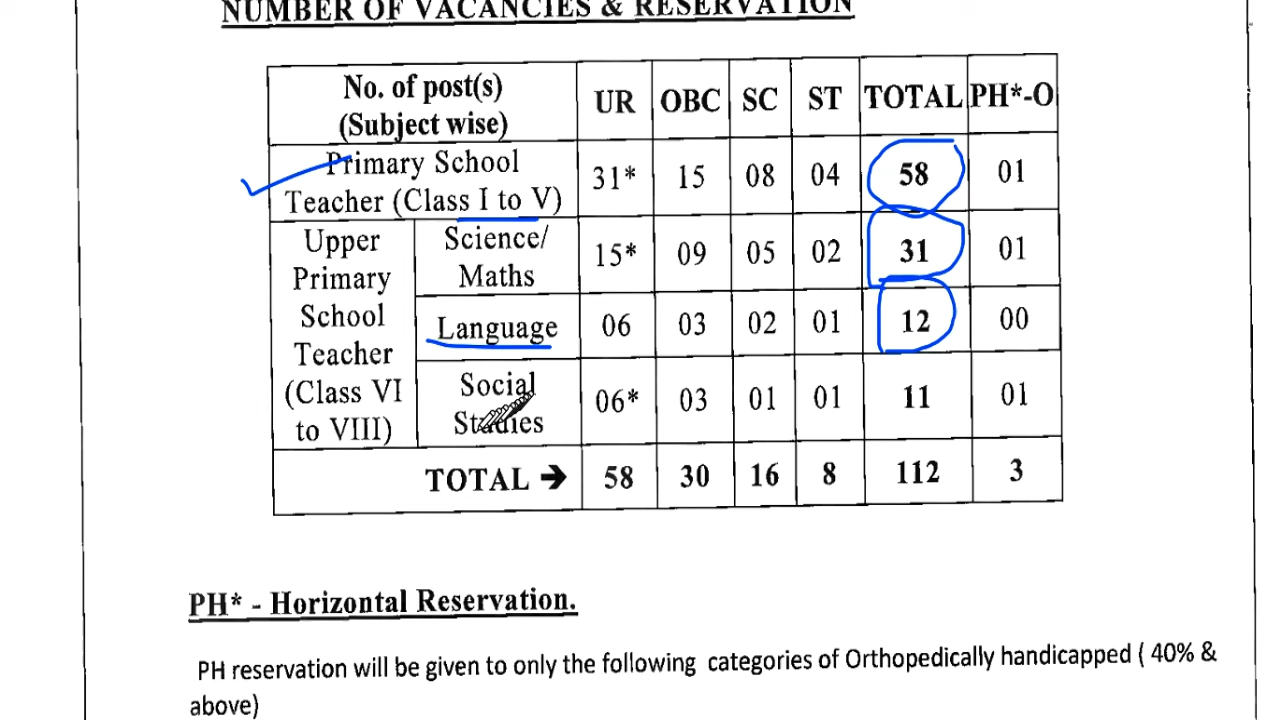 NUMBER OF VACANCIES & RESERVATION
No. of post(s) (Subject wise) UR OBC SC ST TOTAL PH*-O
Primary School Teacher (Class I to V) 31* 15 08 04 58 01
Upper Primary School Teacher (Class VI to VIII)
Science/ Maths 15* 09 05 02 31 01
Language 06 03 02 01 12 00
Social Studies 06* 03 01 01 11 01
TOTAL → 58 30 16 8 112 3
PH* - Horizontal Reservation.
PH reservation will be given to only the following categories of Orthopedically handicapped ( 40% &
above)